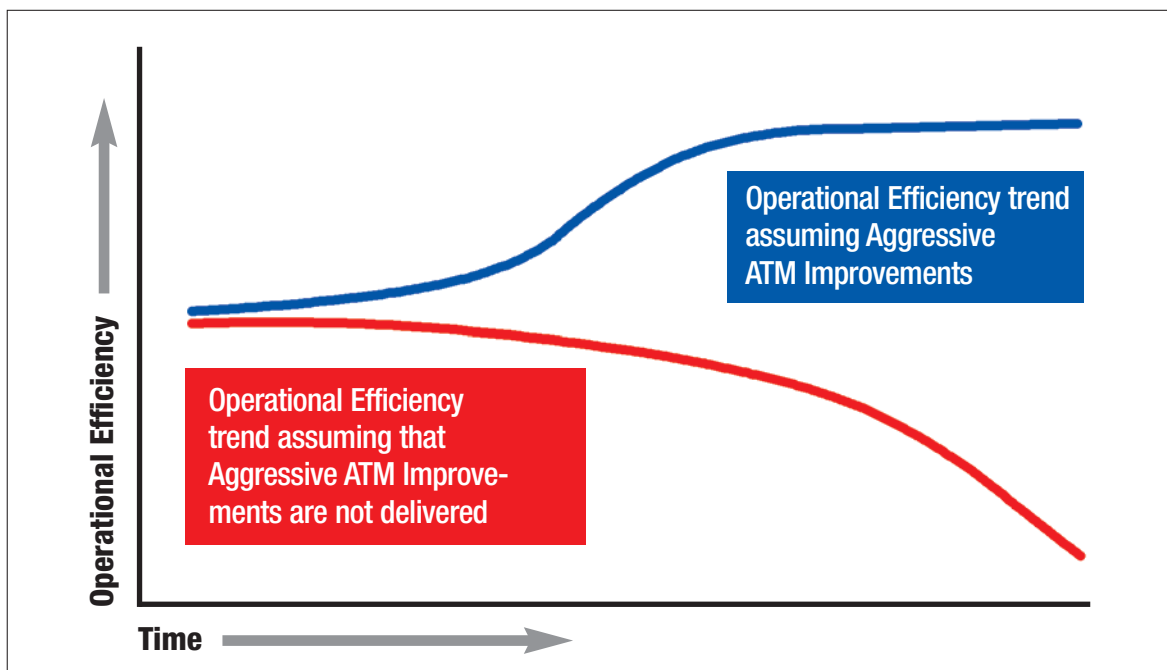 Operational Efficiency
Operational Efficiency trend
assuming Aggressive
ATM Improvements
Operational Efficiency
trend assuming that
Aggressive ATM Improve-
ments are not delivered
Time